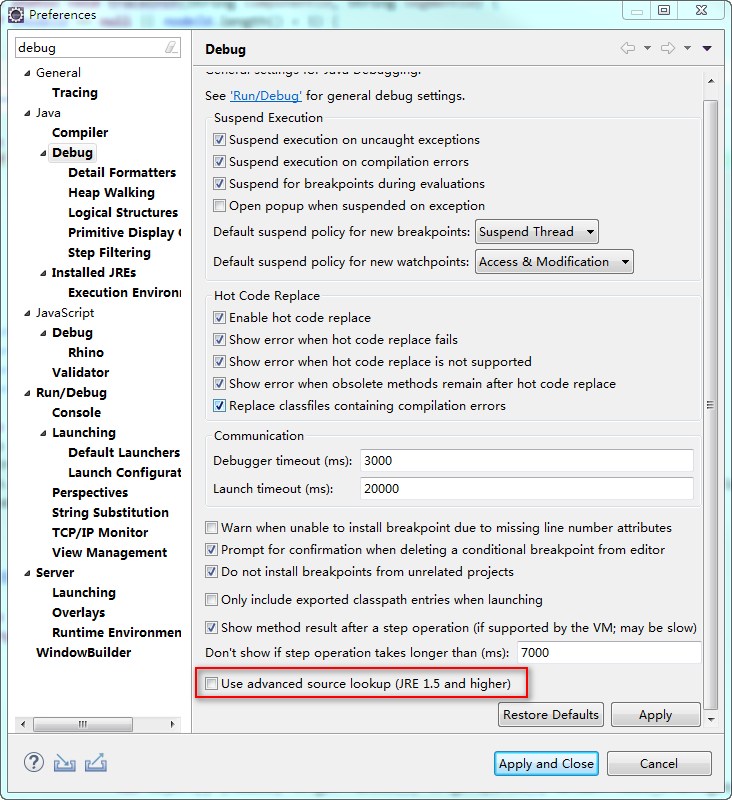 Preferences
debug
General
Tracing
Java
Compiler
Debug
Detail Formatters
Heap Walking
Logical Structures
Primitive Display
Step Filtering
Installed JREs
Execution Environ
JavaScript
Debug
Rhino
Validator
Run/Debug
Console
Launching
Default Launchers
Launch Configurat
Perspectives
String Substitution
TCP/IP Monitor
View Management
Server
Launching
Overlays
Runtime Environmen
WindowBuilder
Debug
General settings for Java Debugging.
See 'Run/Debug' for general debug settings.
Suspend Execution
Suspend execution on uncaught exceptions
Suspend execution on compilation errors
Suspend for breakpoints during evaluations
Open popup when suspended on exception
Default suspend policy for new breakpoints: Suspend Thread
Default suspend policy for new watchpoints: Access & Modification
Hot Code Replace
Enable hot code replace
Show error when hot code replace fails
Show error when hot code replace is not supported
Show error when obsolete methods remain after hot code replace
Replace classfiles containing compilation errors
Communication
Debugger timeout (ms): 3000
Launch timeout (ms): 20000
Warn when unable to install breakpoint due to missing line number attributes
Prompt for confirmation when deleting a conditional breakpoint from editor
Do not install breakpoints from unrelated projects
Only include exported classpath entries when launching
Show method result after a step operation (if supported by the VM; may be slow)
Don't show if step operation takes longer than (ms): 7000
Use advanced source lookup (JRE 1.5 and higher)
Restore Defaults
Apply
Apply and Close
Cancel